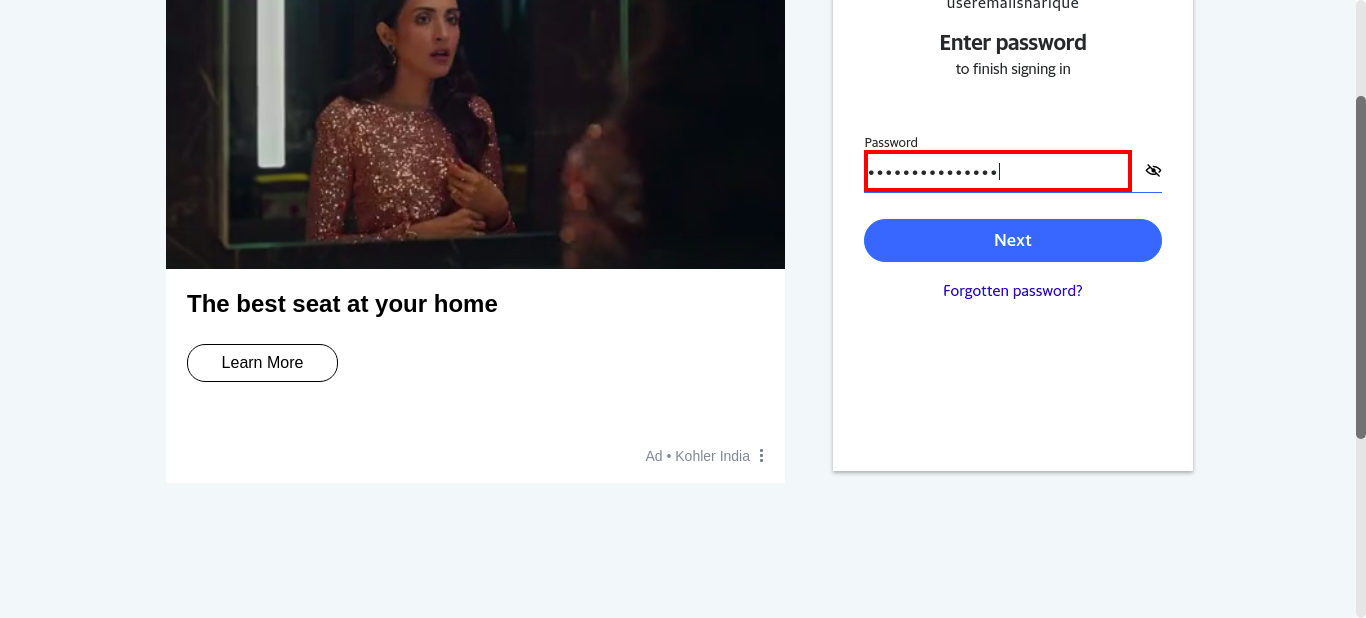 useremailsharique
Enter password
to finish signing in
Password
•••••••••••••••
Next
Forgotten password?
The best seat at your home
Learn More
Ad • Kohler India